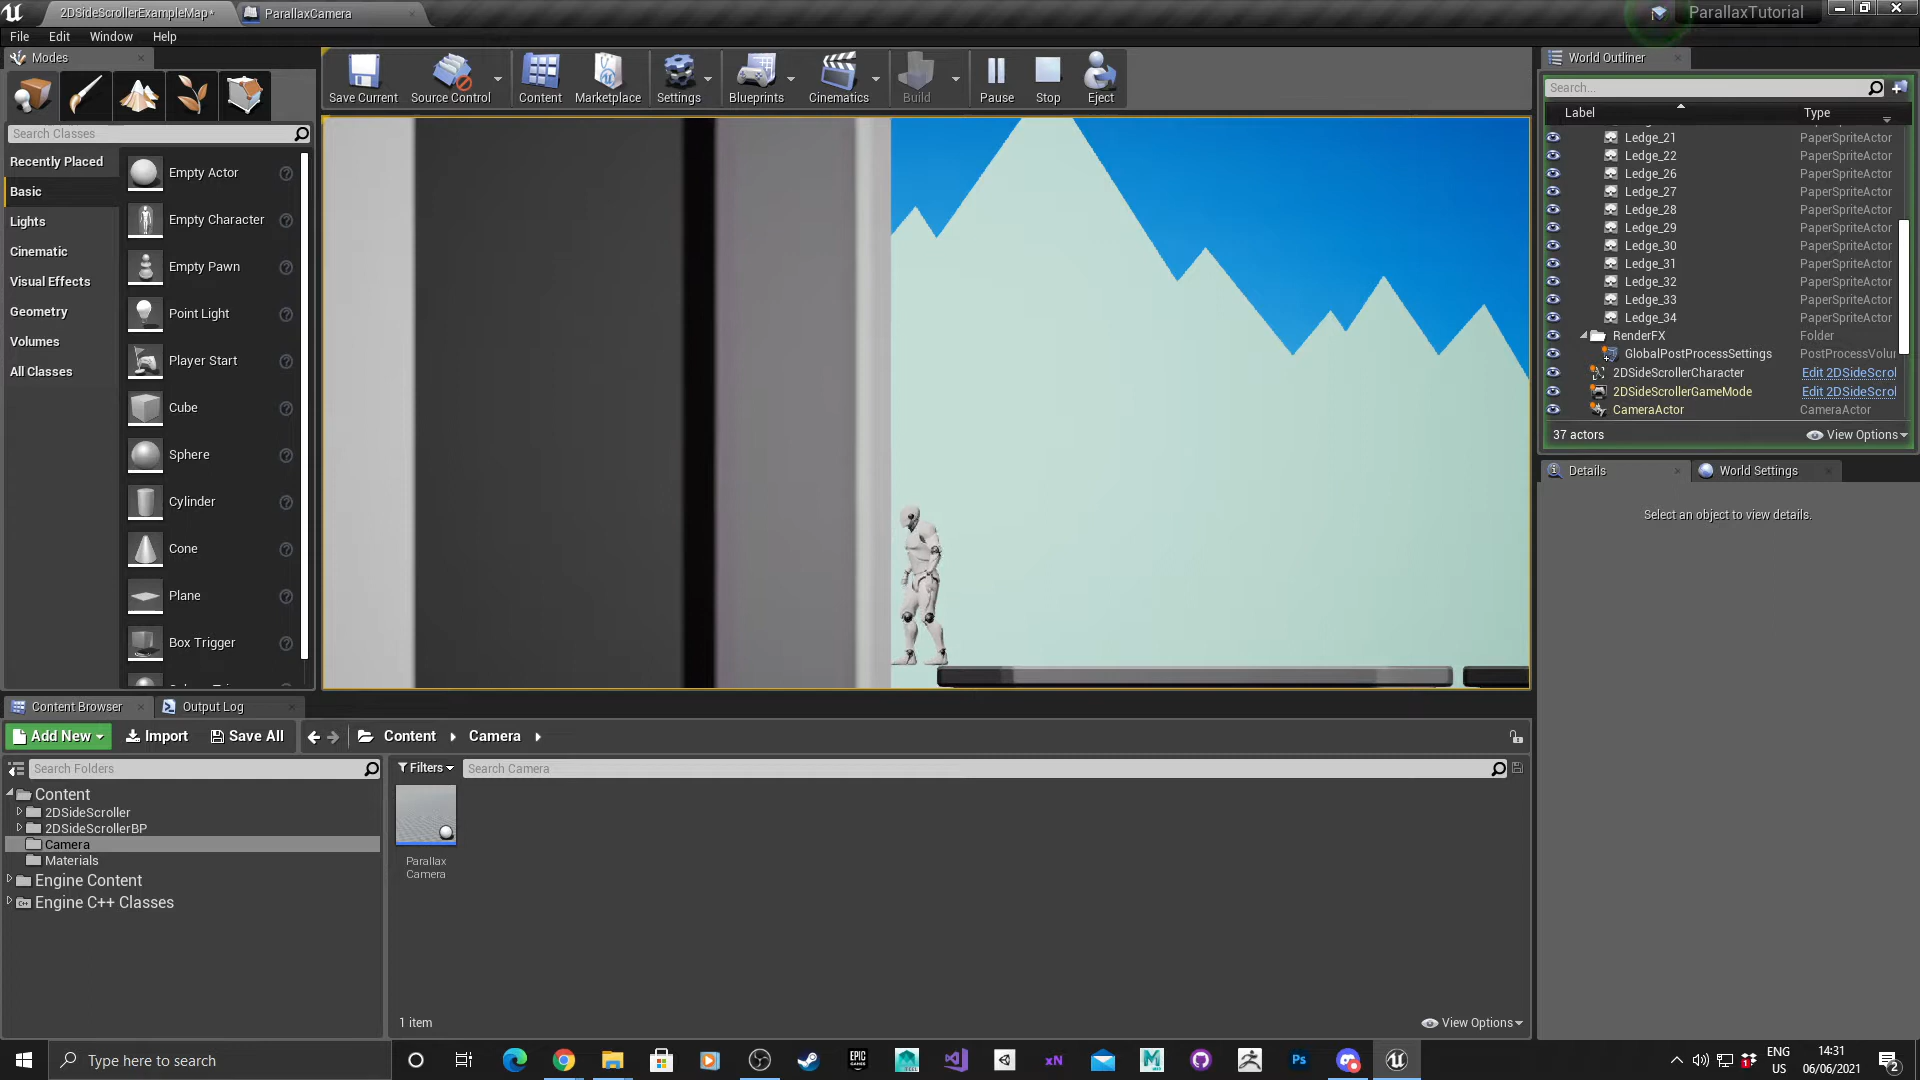 2DSideScrollerExampleMap*
ParallaxCamera
ParallaxTutorial
File Edit Window Help
Modes
Save Current
Source Control
Content
Marketplace
Settings
Blueprints
Cinematics
Build
Pause
Stop
Eject
Search Classes
Recently Placed
Basic
Lights
Cinematic
Visual Effects
Geometry
Volumes
All Classes
Empty Actor
Empty Character
Empty Pawn
Point Light
Player Start
Cube
Sphere
Cylinder
Cone
Plane
Box Trigger
World Outliner
Search...
Label Type
Ledge_21 PaperSpriteActor
Ledge_22 PaperSpriteActor
Ledge_26 PaperSpriteActor
Ledge_27 PaperSpriteActor
Ledge_28 PaperSpriteActor
Ledge_29 PaperSpriteActor
Ledge_30 PaperSpriteActor
Ledge_31 PaperSpriteActor
Ledge_32 PaperSpriteActor
Ledge_33 PaperSpriteActor
Ledge_34 PaperSpriteActor
RenderFX Folder
GlobalPostProcessSettings PostProcessVolu
2DSideScrollerCharacter Edit 2DSideScrol
2DSideScrollerGameMode Edit 2DSideScrol
CameraActor CameraActor
37 actors View Options
Details World Settings
Select an object to view details.
Content Browser Output Log
Add New Import Save All Content Camera
Search Folders
Content
2DSideScroller
2DSideScrollerBP
Camera
Materials
Engine Content
Engine C++ Classes
Filters Search Camera
Parallax
Camera
1 item View Options
Type here to search
EPIC
GAMES
xN
Ps
ENG
US
14:31
06/06/2021
2